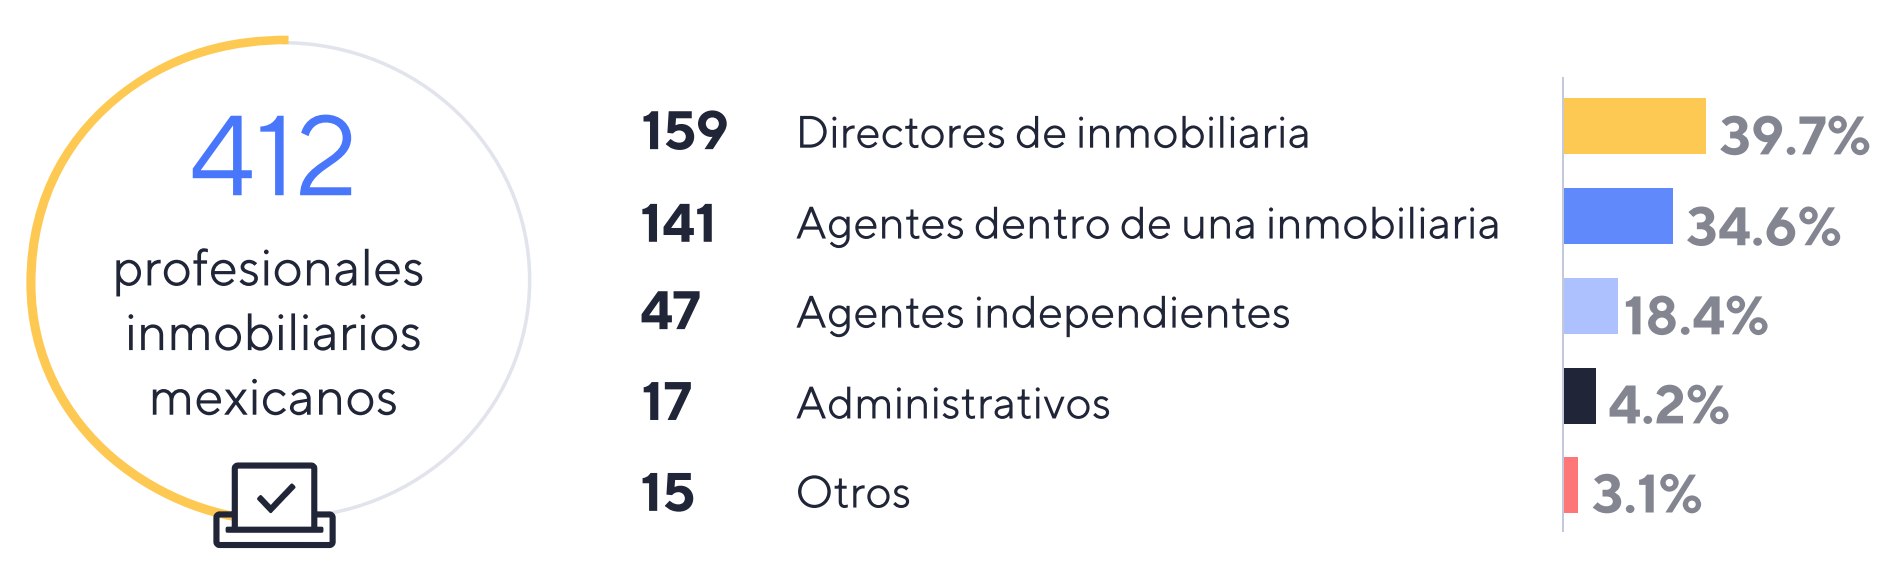 412
profesionales
inmobiliarios
mexicanos
159 Directores de inmobiliaria 39.7%
141 Agentes dentro de una inmobiliaria 34.6%
47 Agentes independientes 18.4%
17 Administrativos 4.2%
15 Otros 3.1%